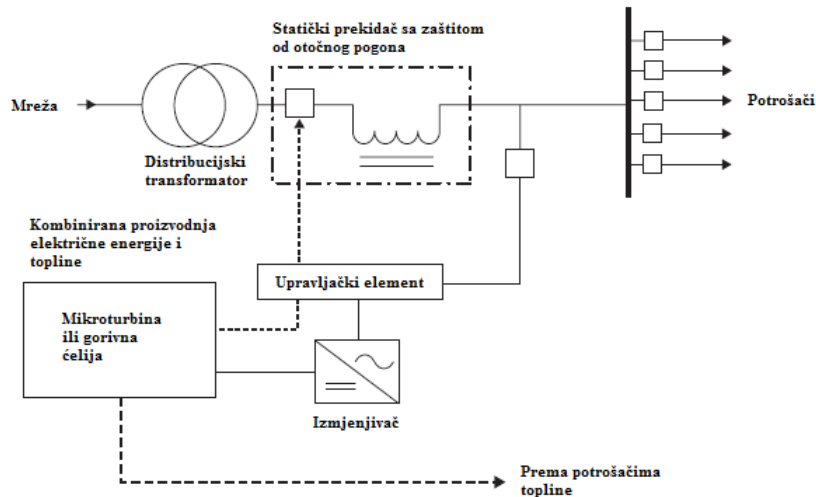 Statički prekidač sa zaštitom
od otočnog pogona
Mreža
Potrošači
Distribucijski
transformator
Kombinirana proizvodnja
električne energije i
topline
Upravljački element
Mikroturbina
ili gorivna
ćelija
Izmjenjivač
Prema potrošačima
topline